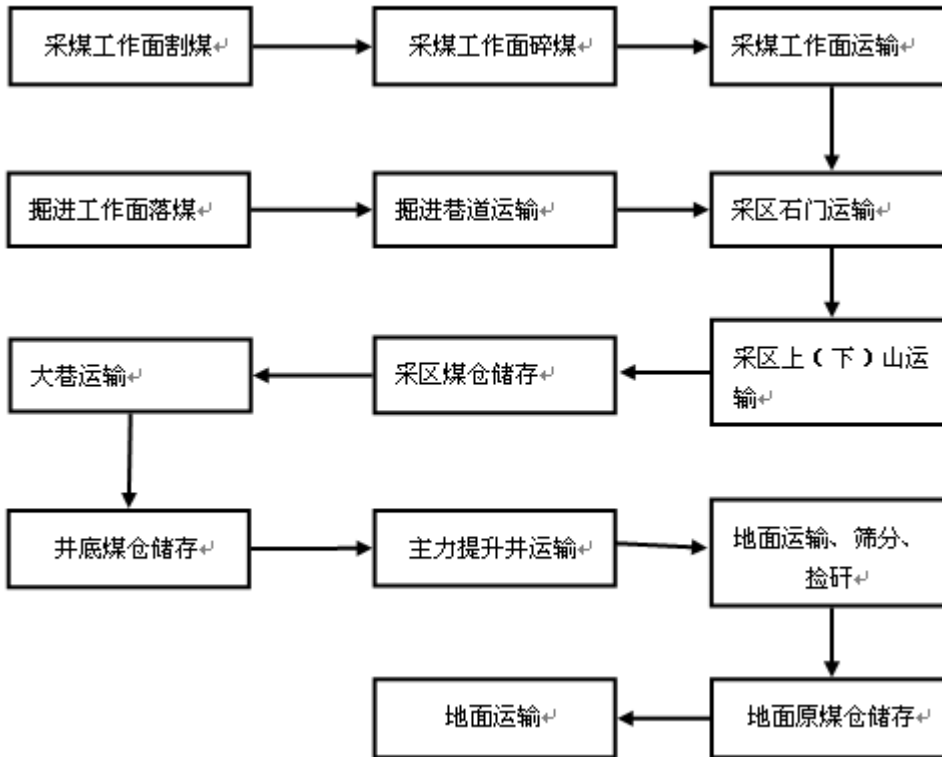 采煤工作面割煤↵
采煤工作面碎煤↵
采煤工作面运输↵
掘进工作面落煤↵
掘进巷道运输↵
采区石门运输↵
大巷运输↵
采区煤仓储存↵
采区上（下）山运
输↵
井底煤仓储存↵
主力提升井运输↵
地面运输、筛分、
捡矸↵
地面运输↵
地面原煤仓储存↵